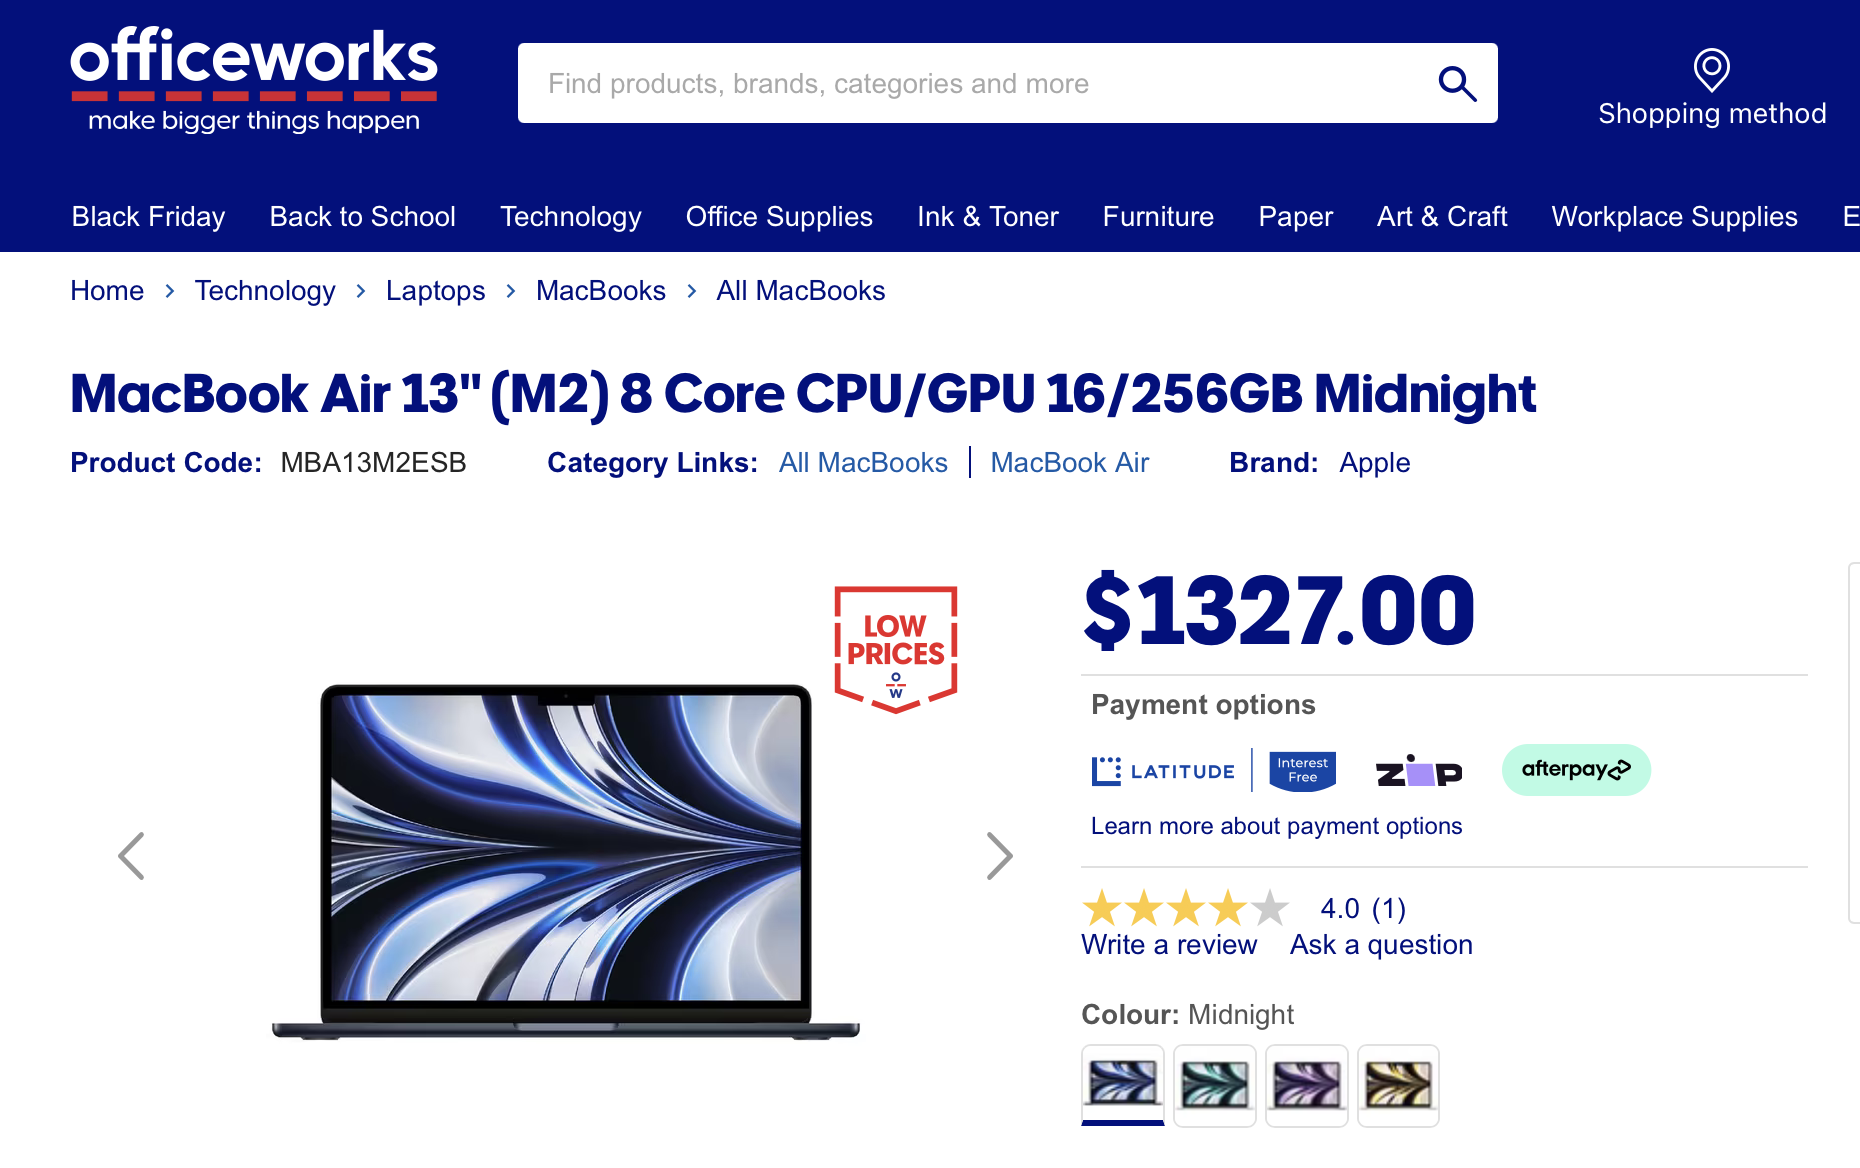 officeworks
make bigger things happen
Find products, brands, categories and more
Shopping method
Black Friday Back to School Technology Office Supplies Ink & Toner Furniture Paper Art & Craft Workplace Supplies E
Home > Technology > Laptops > MacBooks > All MacBooks
MacBook Air 13" (M2) 8 Core CPU/GPU 16/256GB Midnight
Product Code: MBA13M2ESB Category Links: All MacBooks | MacBook Air Brand: Apple
LOW
PRICES
O
W
$1327.00
Payment options
LATITUDE
Interest
Free
ZIP
afterpay
Learn more about payment options
4.0 (1)
Write a review Ask a question
Colour: Midnight